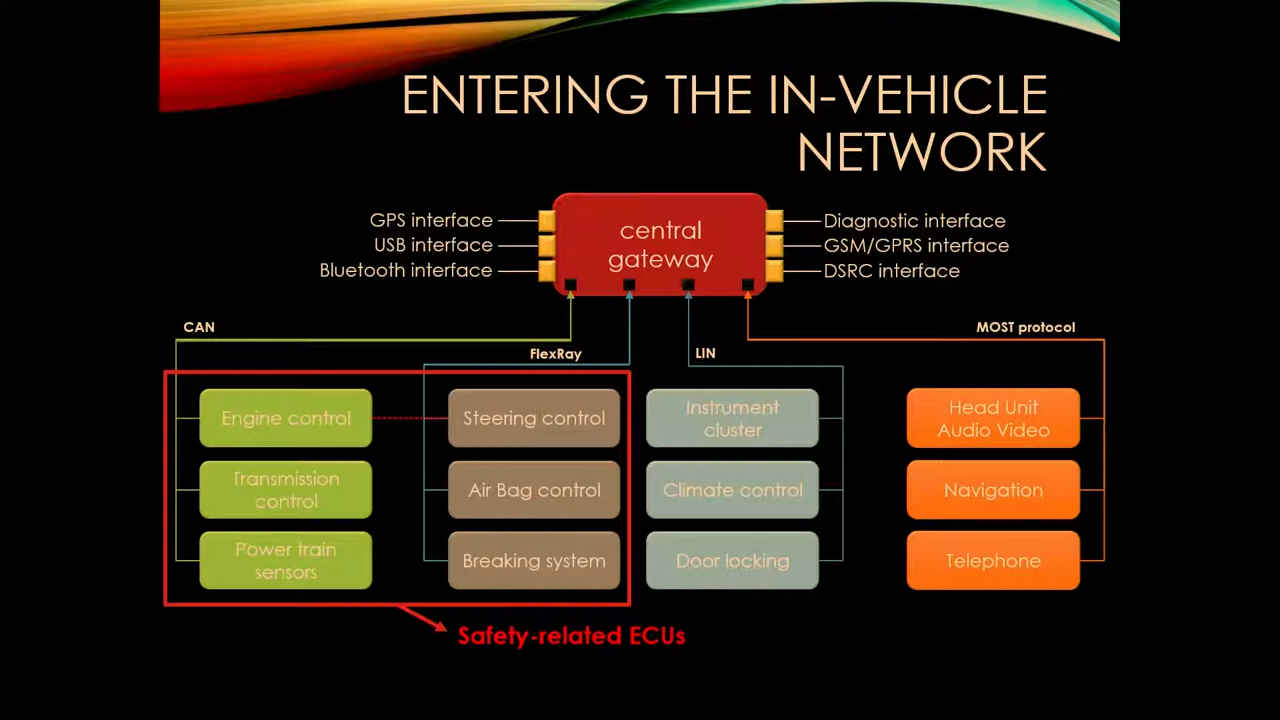 ENTERING THE IN-VEHICLE
NETWORK
GPS interface
USB interface
Bluetooth interface
central
gateway
Diagnostic interface
GSM/GPRS interface
DSRC interface
CAN
FlexRay
LIN
MOST protocol
Engine control
Transmission
control
Power train
sensors
Steering control
Air Bag control
Breaking system
Instrument
cluster
Climate control
Door locking
Head Unit
Audio Video
Navigation
Telephone
Safety-related ECUs